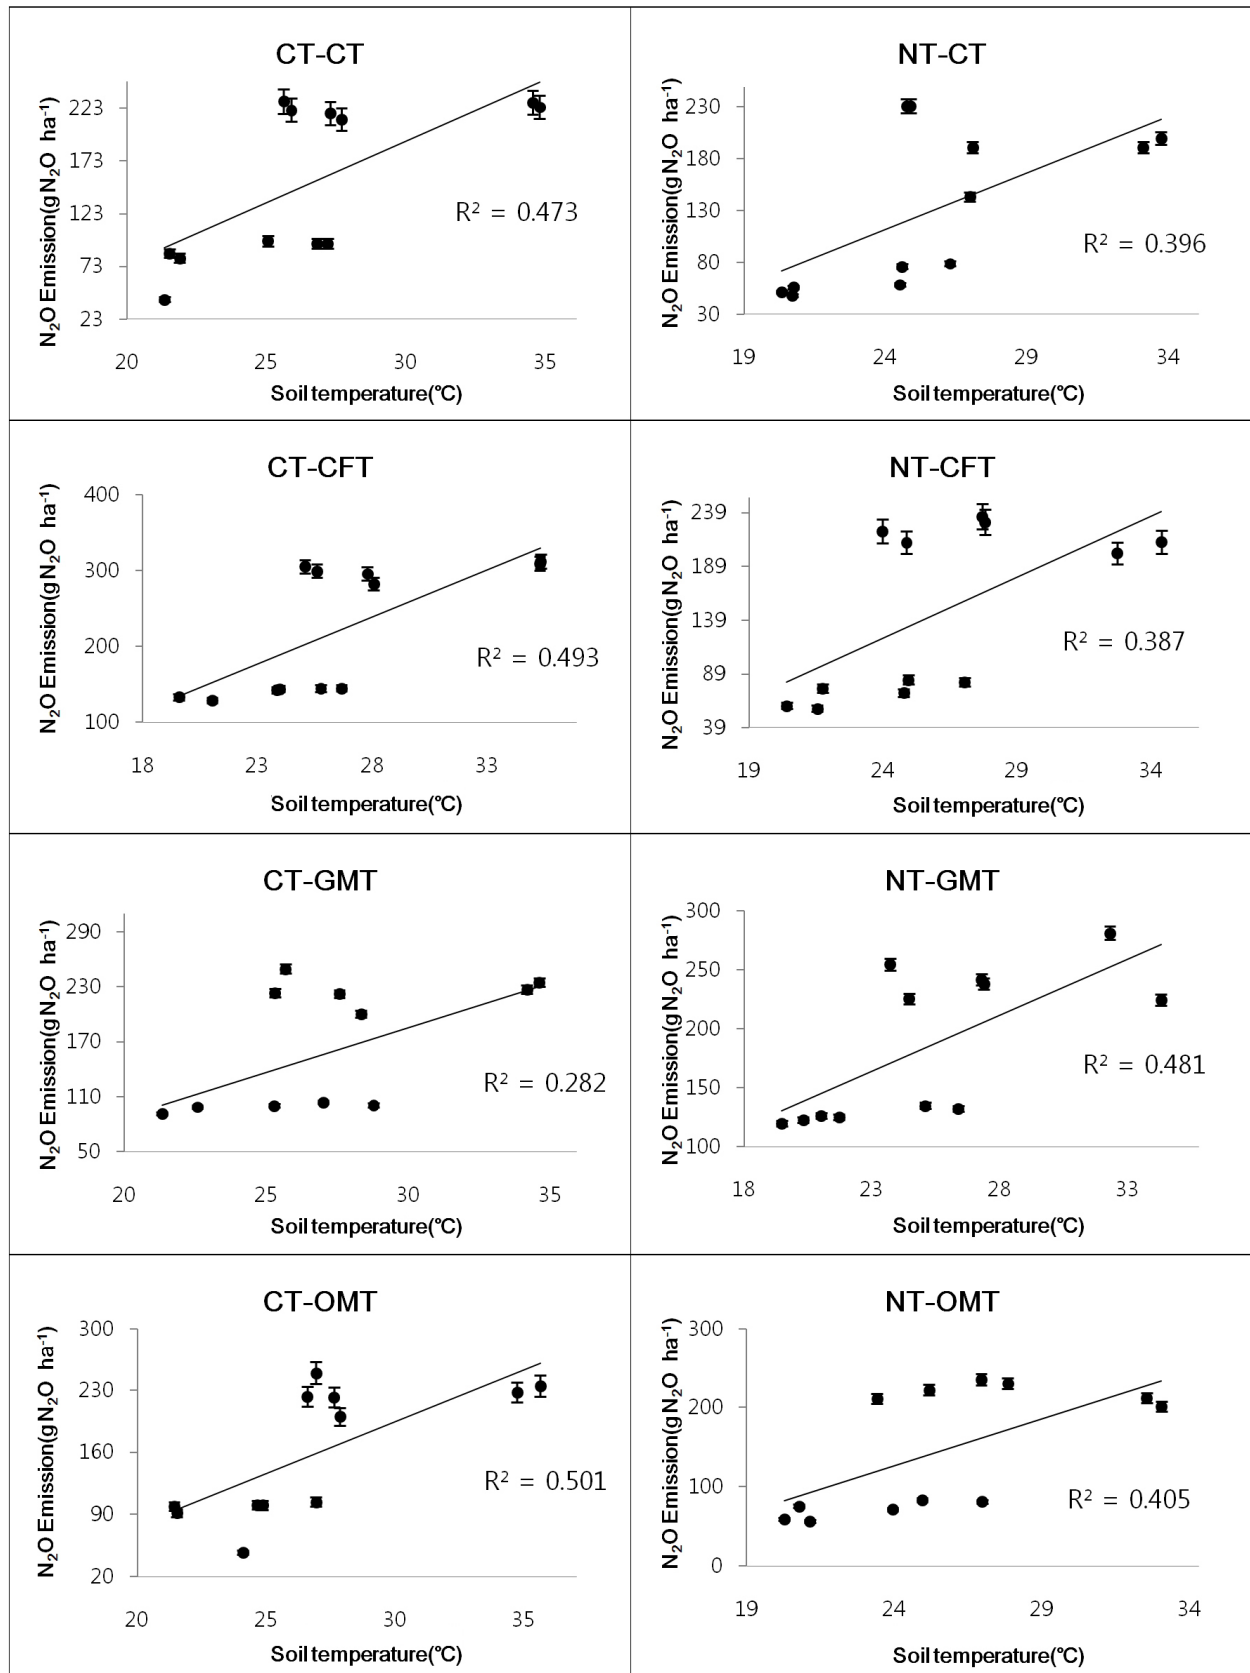 CT-CT
N₂O Emission(gN₂O ha⁻¹)
223
173
123
73
23
R² = 0.473
20 25 30 35
Soil temperature(°C)
NT-CT
N₂O Emission(gN₂O ha⁻¹)
230
180
130
80
30
R² = 0.396
19 24 29 34
Soil temperature(°C)
CT-CFT
N₂O Emission(gN₂O ha⁻¹)
400
300
200
100
R² = 0.493
18 23 28 33
Soil temperature(°C)
NT-CFT
N₂O Emission(gN₂O ha⁻¹)
239
189
139
89
39
R² = 0.387
19 24 29 34
Soil temperature(°C)
CT-GMT
N₂O Emission(gN₂O ha⁻¹)
290
230
170
110
50
R² = 0.282
20 25 30 35
Soil temperature(°C)
NT-GMT
N₂O Emission(gN₂O ha⁻¹)
300
250
200
150
100
R² = 0.481
18 23 28 33
Soil temperature(°C)
CT-OMT
N₂O Emission(gN₂O ha⁻¹)
300
230
160
90
20
R² = 0.501
20 25 30 35
Soil temperature(°C)
NT-OMT
N₂O Emission(gN₂O ha⁻¹)
300
200
100
0
R² = 0.405
19 24 29 34
Soil temperature(°C)